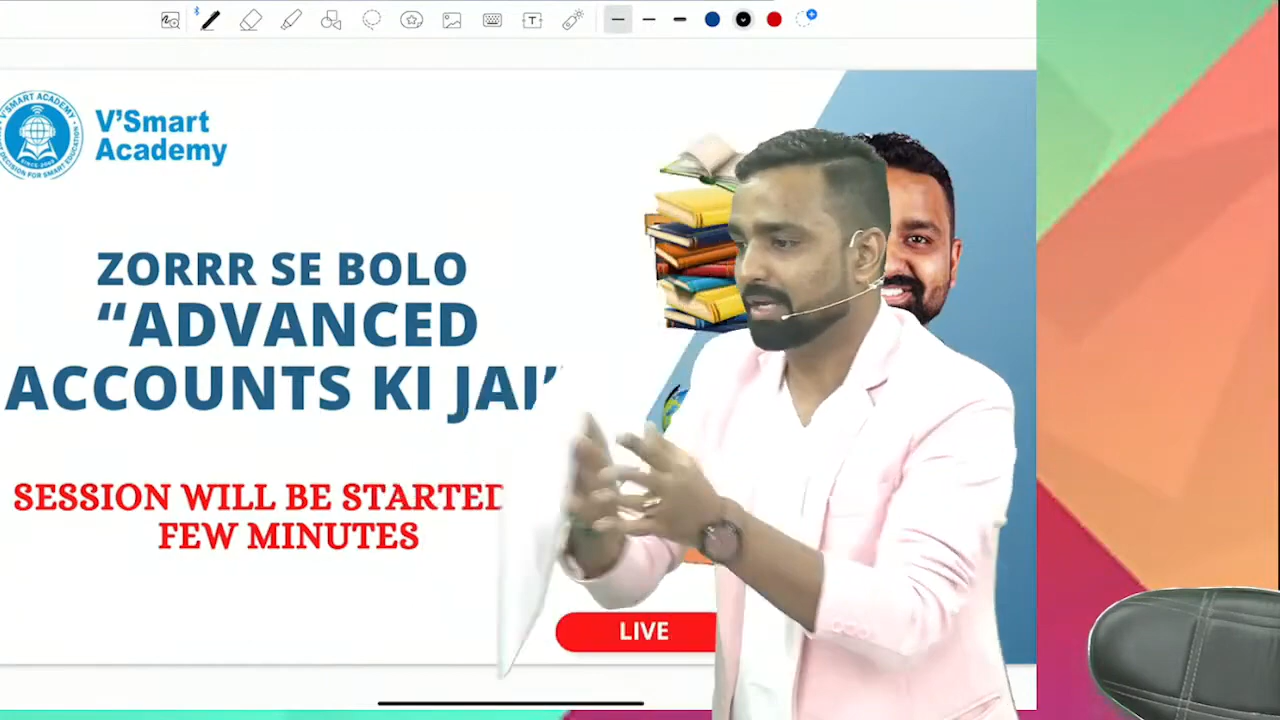 V'Smart
Academy
ZORRR SE BOLO
“ADVANCED
ACCOUNTS KI JAI”
SESSION WILL BE STARTED
FEW MINUTES
LIVE